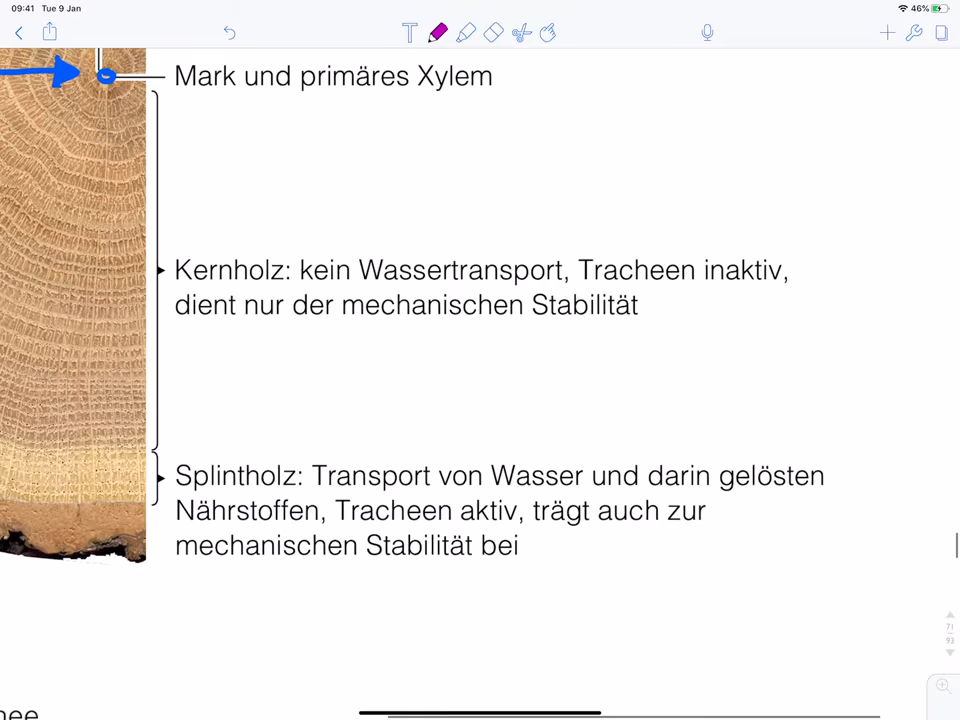 09:41 Tue 9 Jan
46%
Mark und primäres Xylem
Kernholz: kein Wassertransport, Tracheen inaktiv,
dient nur der mechanischen Stabilität
Splintholz: Transport von Wasser und darin gelösten
Nährstoffen, Tracheen aktiv, trägt auch zur
mechanischen Stabilität bei
71
93